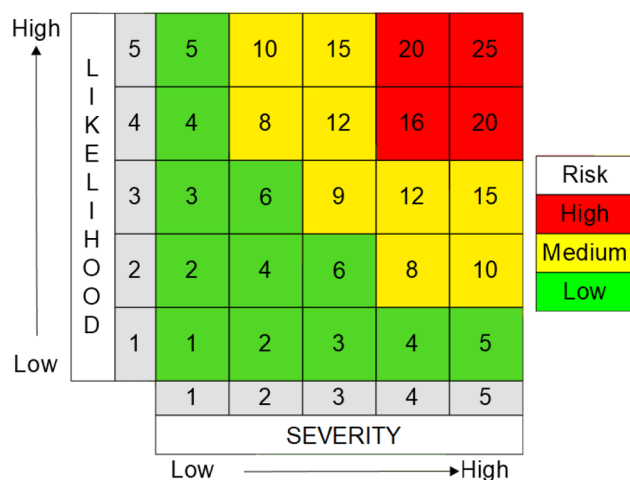 High
LIKELIHOOD
5 5 10 15 20 25
4 4 8 12 16 20
3 3 6 9 12 15
2 2 4 6 8 10
1 1 2 3 4 5
Low
1 2 3 4 5
SEVERITY
Low High
Risk
High
Medium
Low